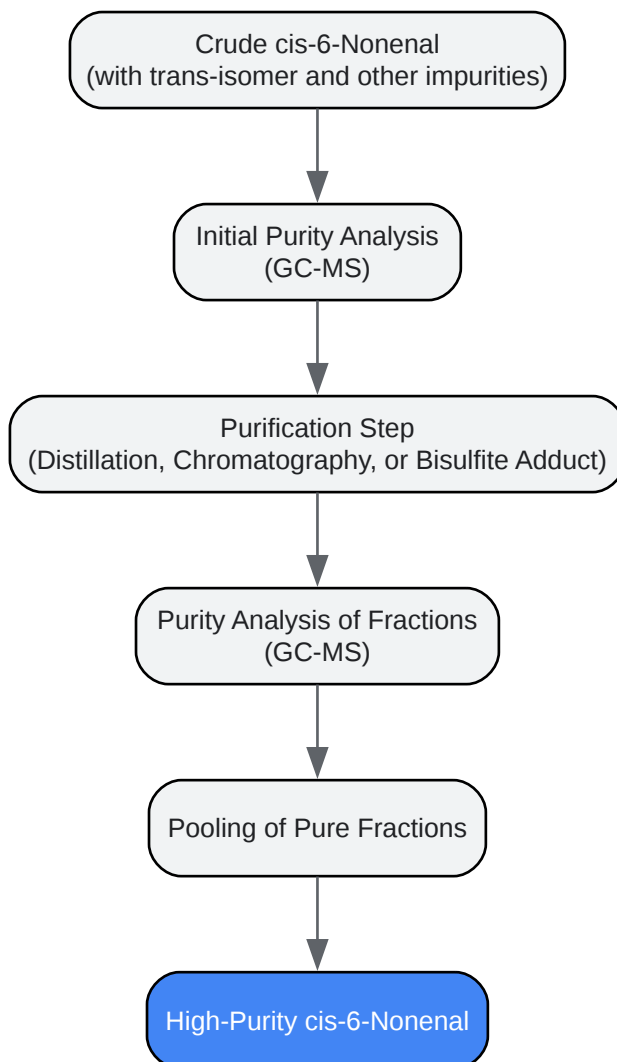 Crude cis-6-Nonenal
(with trans-isomer and other impurities)
Initial Purity Analysis
(GC-MS)
Purification Step
(Distillation, Chromatography, or Bisulfite Adduct)
Purity Analysis of Fractions
(GC-MS)
Pooling of Pure Fractions
High-Purity cis-6-Nonenal